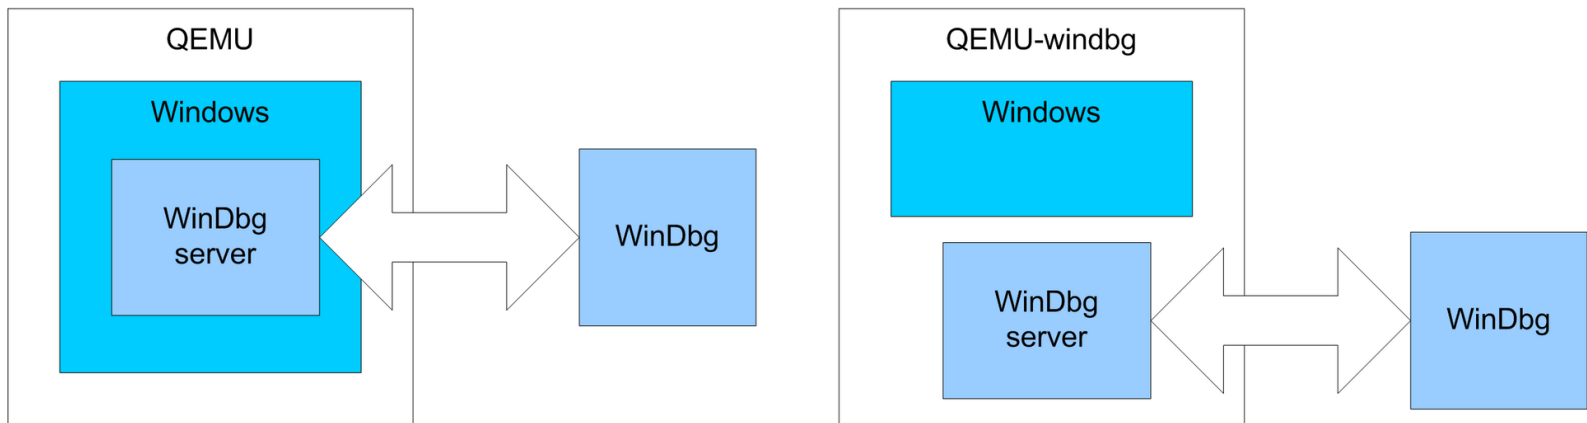 QEMU
Windows
WinDbg
server
WinDbg
QEMU-windbg
Windows
WinDbg
server
WinDbg